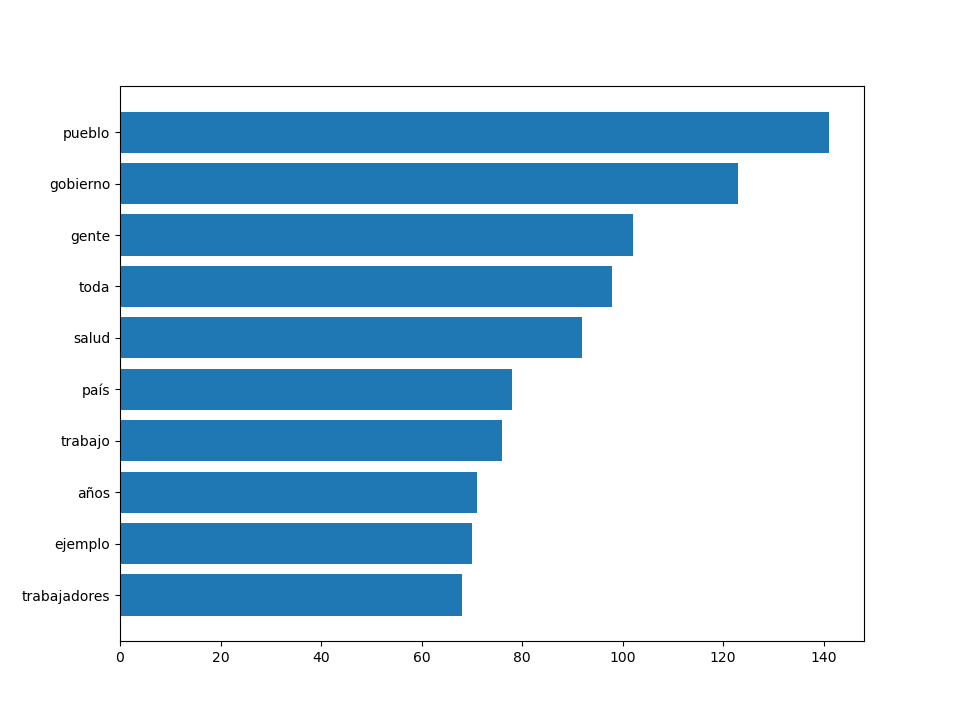 pueblo
gobierno
gente
toda
salud
país
trabajo
años
ejemplo
trabajadores
0 20 40 60 80 100 120 140